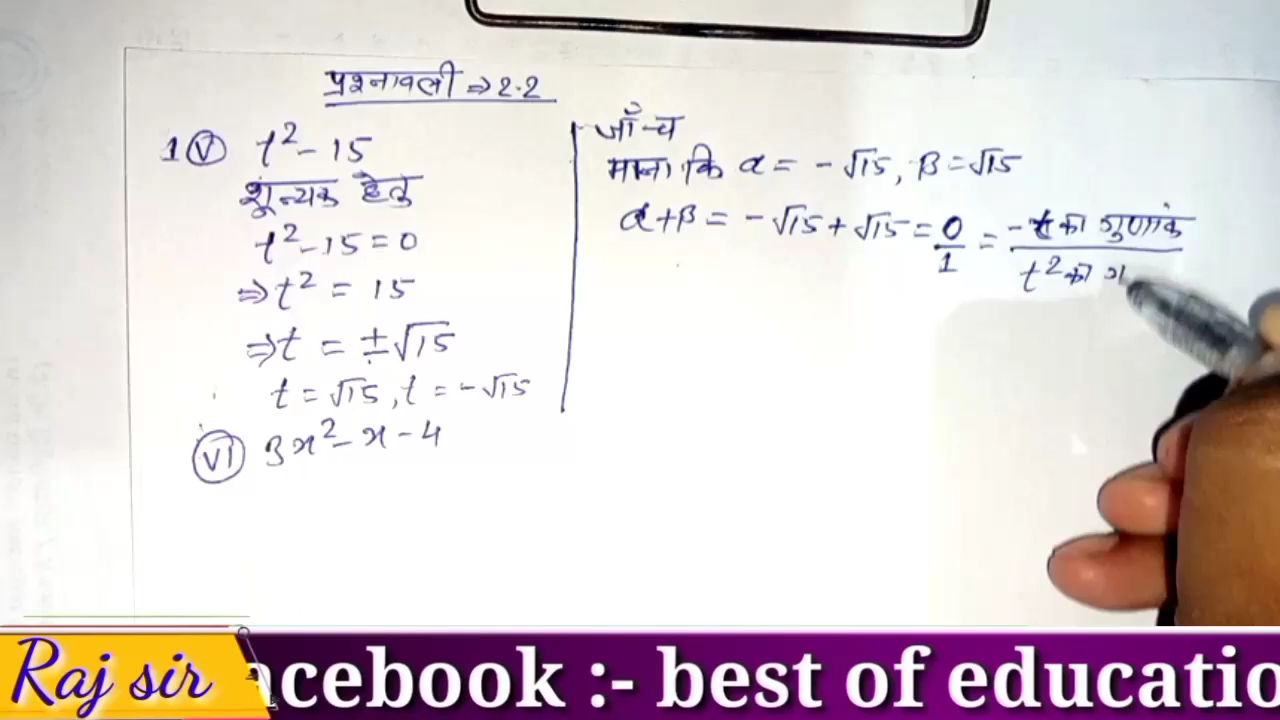 प्रश्नावली ⇒ 2.2
1 (v) t² - 15
शून्यक हेतु
t² - 15 = 0
⇒ t² = 15
⇒ t = ±√15
t = √15, t = -√15
(VI) 3x² - x - 4
जाँच
माना कि α = -√15, β = √15
α + β = -√15 + √15 = 0/1 = -t का गुणांक / t² का
Raj sir
acebook :- best of educatio